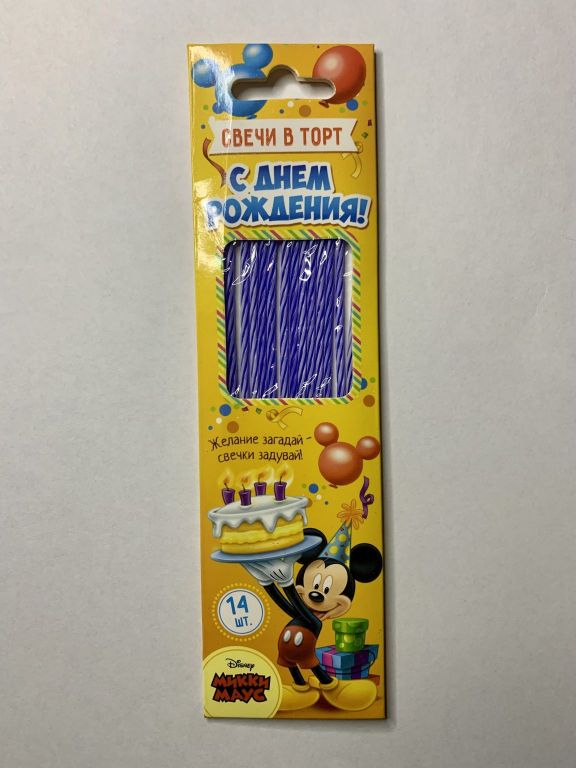 СВЕЧИ В ТОРТ
С ДНЕМ
РОЖДЕНИЯ!
Желание загадай -
свечки задувай!
14
шт.
Disney
МИККИ
МАУС